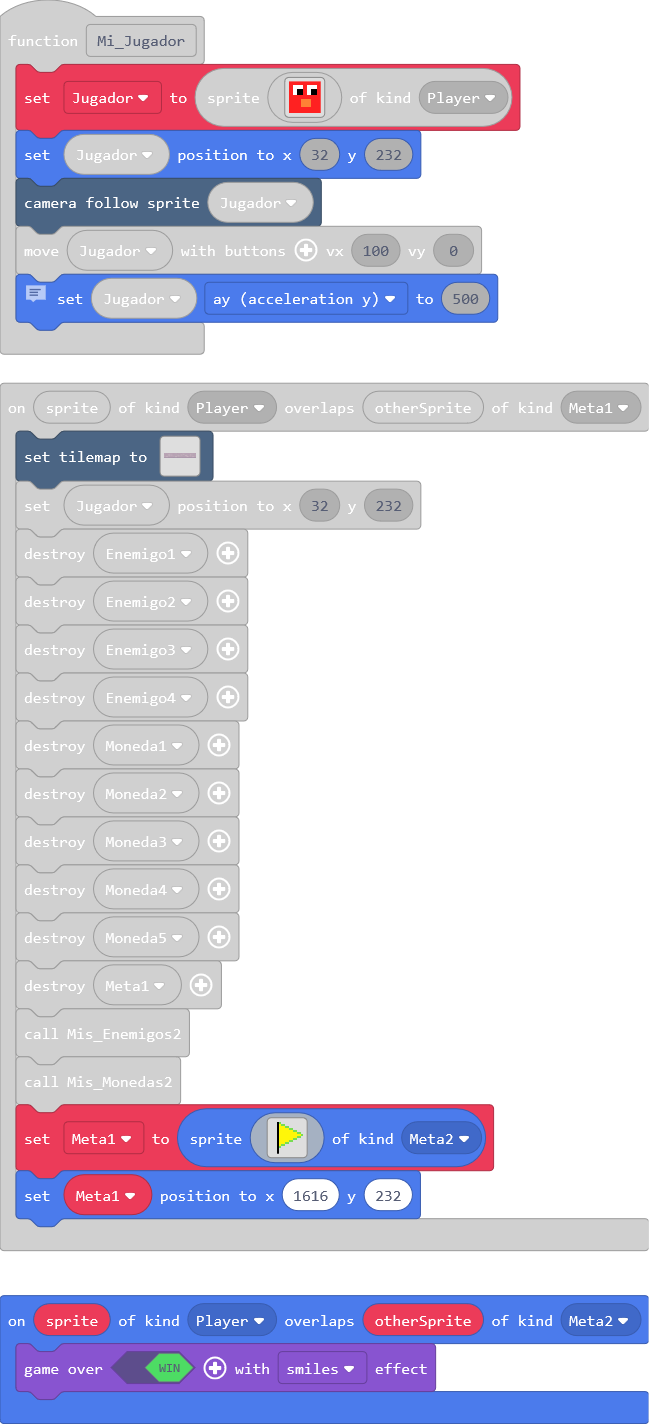 function Mi_Jugador
set Jugador to sprite of kind Player
set Jugador position to x 32 y 232
camera follow sprite Jugador
move Jugador with buttons vx 100 vy 0
set Jugador ay (acceleration y) to 500
on sprite of kind Player overlaps otherSprite of kind Meta1
set tilemap to
set Jugador position to x 32 y 232
destroy Enemigo1
destroy Enemigo2
destroy Enemigo3
destroy Enemigo4
destroy Moneda1
destroy Moneda2
destroy Moneda3
destroy Moneda4
destroy Moneda5
destroy Meta1
call Mis_Enemigos2
call Mis_Monedas2
set Meta1 to sprite of kind Meta2
set Meta1 position to x 1616 y 232
on sprite of kind Player overlaps otherSprite of kind Meta2
game over WIN with smiles effect